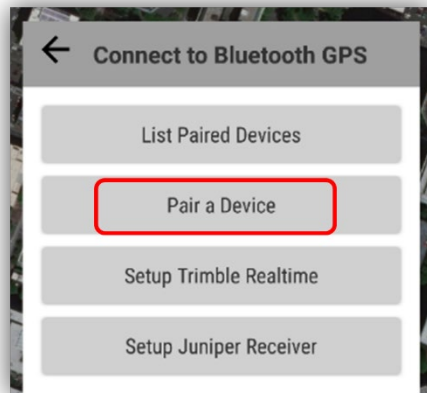 Connect to Bluetooth GPS
List Paired Devices
Pair a Device
Setup Trimble Realtime
Setup Juniper Receiver